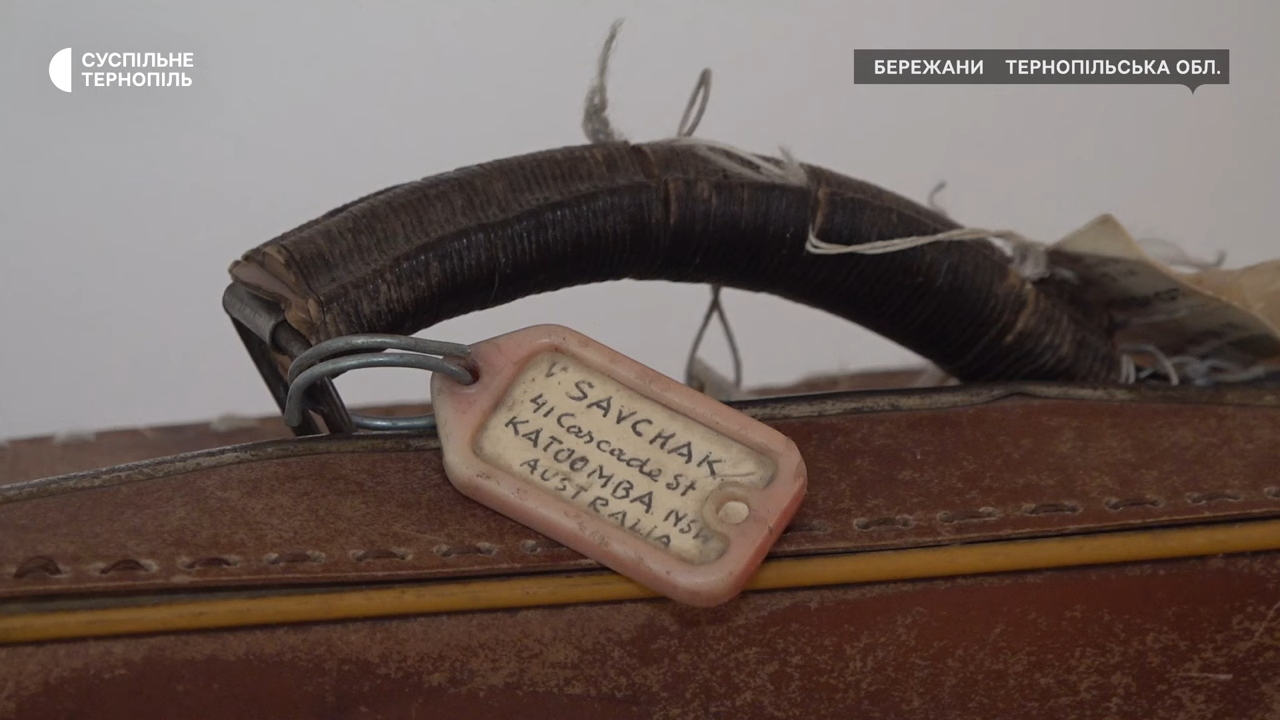 СУСПІЛЬНЕ
ТЕРНОПІЛЬ
БЕРЕЖАНИ ТЕРНОПІЛЬСЬКА ОБЛ.
V. SAVCHAK
41 Cascade St
KATOOMBA NSW
AUSTRALIA